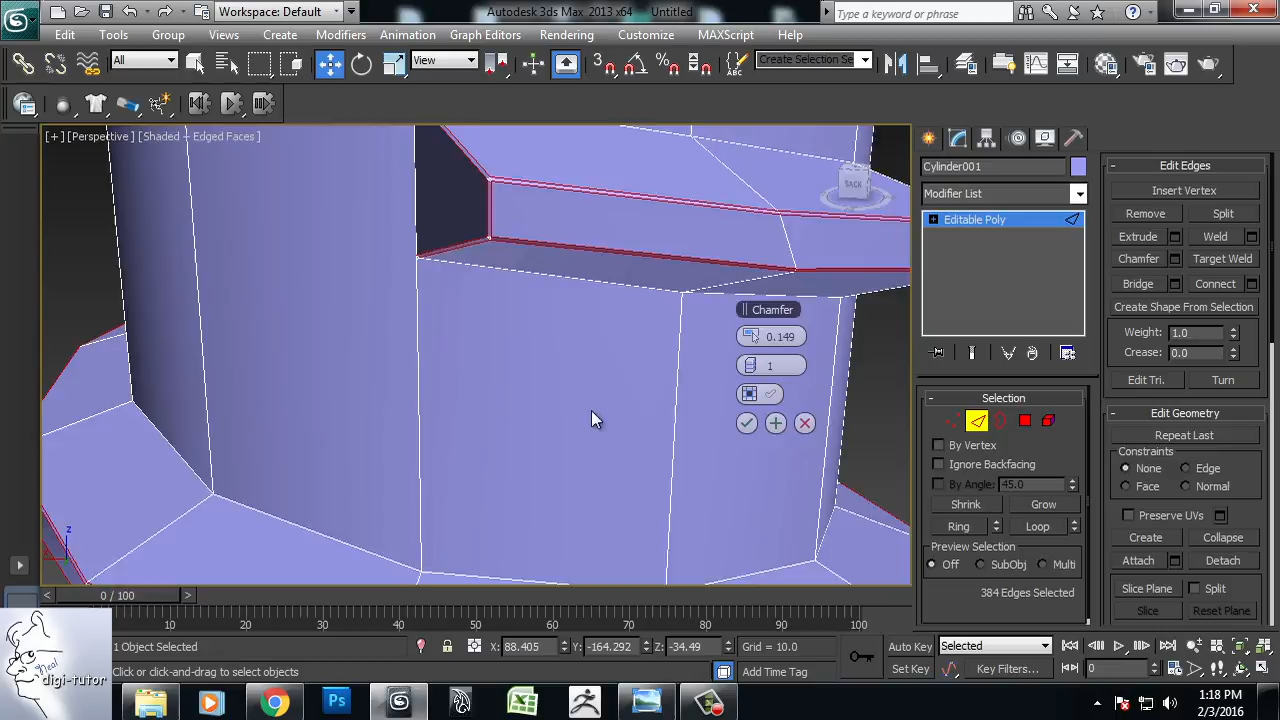 Workspace: Default
Autodesk 3ds Max  2013 x64    Untitled
Type a keyword or phrase
Edit Tools Group Views Create Modifiers Animation Graph Editors Rendering Customize MAXScript Help
All
View
3
Create Selection Se
[ + ] [Perspective ] [Shaded + Edged Faces ]
BACK
Chamfer
0.149
1
z
Cylinder001
Modifier List
Editable Poly
Selection
By Vertex
Ignore Backfacing
By Angle: 45.0
Shrink Grow
Ring Loop
Preview Selection
Off SubObj Multi
384 Edges Selected
Edit Edges
Insert Vertex
Remove Split
Extrude Weld
Chamfer Target Weld
Bridge Connect
Create Shape From Selection
Weight: 1.0
Crease: 0.0
Edit Tri. Turn
Edit Geometry
Repeat Last
Constraints
None Edge
Face Normal
Preserve UVs
Create Collapse
Attach Detach
Slice Plane Split
Slice Reset Plane
< 0 / 100 >
10 20 30 40 50 60 70 80 90 100
1 Object Selected
X: 88.405 Y: -164.292 Z: -34.49 Grid = 10.0
Auto Key Selected
Click or click-and-drag to select objects
Add Time Tag
Set Key Key Filters... 0
Neal
digi-tutor
Ps
1:18 PM
2/3/2016